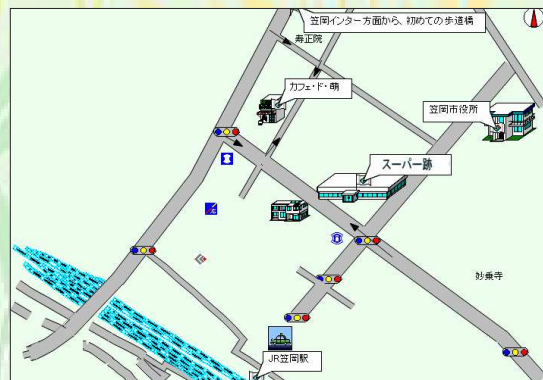 笠岡インター方面から、初めての歩道橋
寿正院
カフェ・ド・萌
笠岡市役所
スーパー跡
妙乗寺
JR笠岡駅